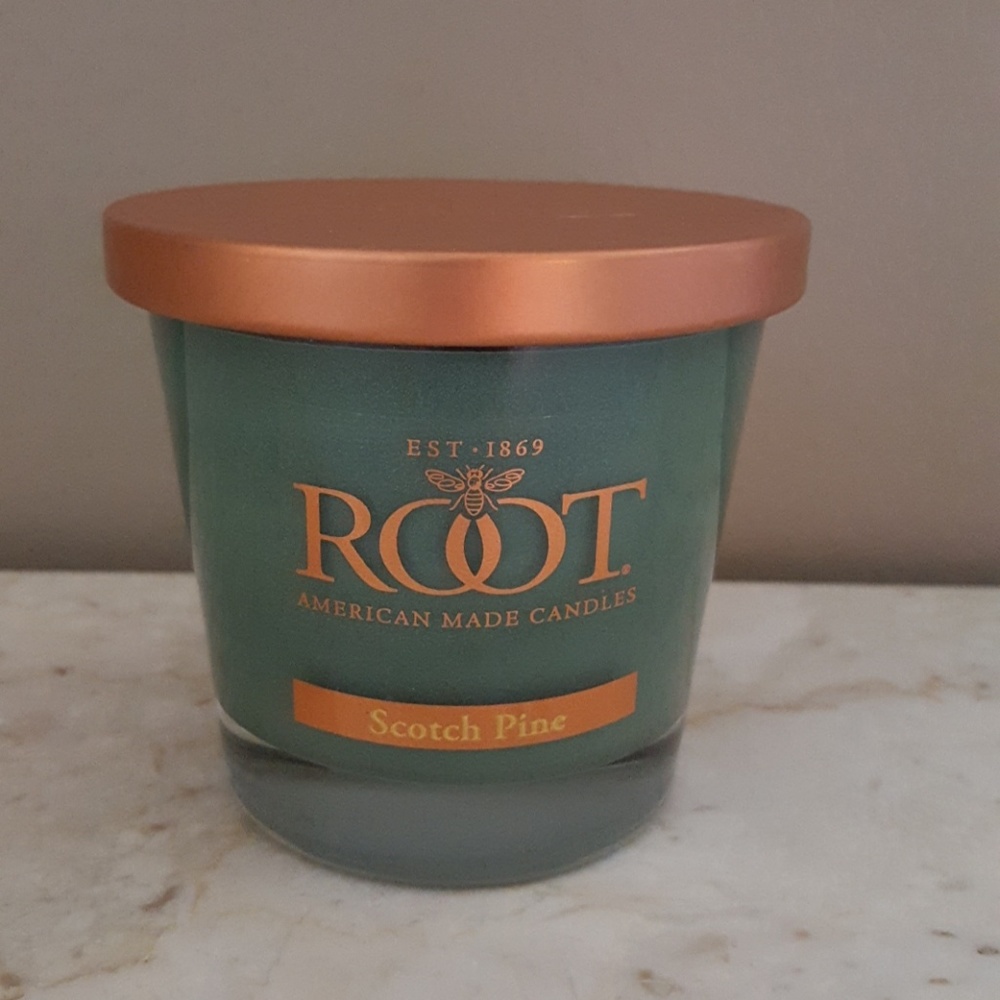 EST·1869
ROOT®
AMERICAN MADE CANDLES
Scotch Pine